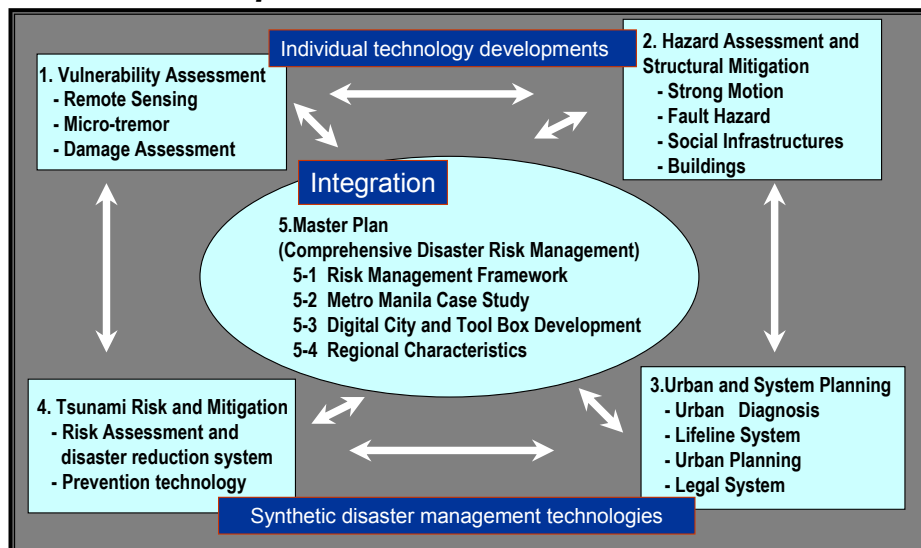 Individual technology developments
1. Vulnerability Assessment
- Remote Sensing
- Micro-tremor
- Damage Assessment
2. Hazard Assessment and
Structural Mitigation
- Strong Motion
- Fault Hazard
- Social Infrastructures
- Buildings
Integration
5.Master Plan
(Comprehensive Disaster Risk Management)
5-1 Risk Management Framework
5-2 Metro Manila Case Study
5-3 Digital City and Tool Box Development
5-4 Regional Characteristics
4. Tsunami Risk and Mitigation
- Risk Assessment and
disaster reduction system
- Prevention technology
3.Urban and System Planning
- Urban Diagnosis
- Lifeline System
- Urban Planning
- Legal System
Synthetic disaster management technologies